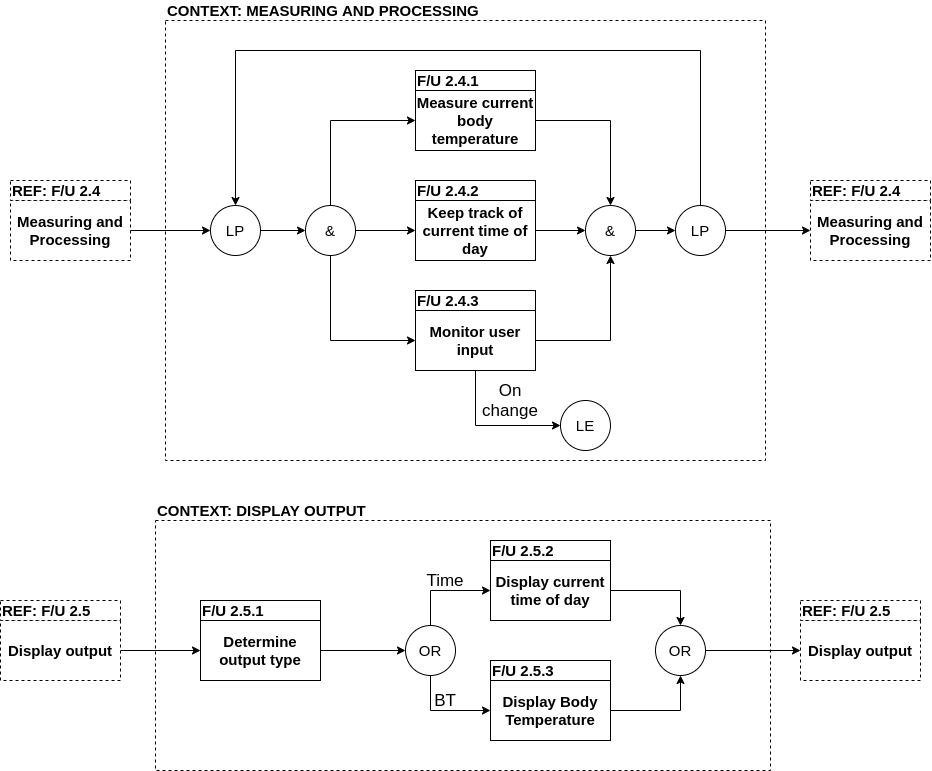 CONTEXT: MEASURING AND PROCESSING
F/U 2.4.1
Measure current
body
temperature
REF: F/U 2.4
Measuring and
Processing
LP
&
F/U 2.4.2
Keep track of
current time of
day
&
LP
REF: F/U 2.4
Measuring and
Processing
F/U 2.4.3
Monitor user
input
On
change
LE
CONTEXT: DISPLAY OUTPUT
REF: F/U 2.5
Display output
F/U 2.5.1
Determine
output type
OR
Time
F/U 2.5.2
Display current
time of day
BT
F/U 2.5.3
Display Body
Temperature
OR
REF: F/U 2.5
Display output